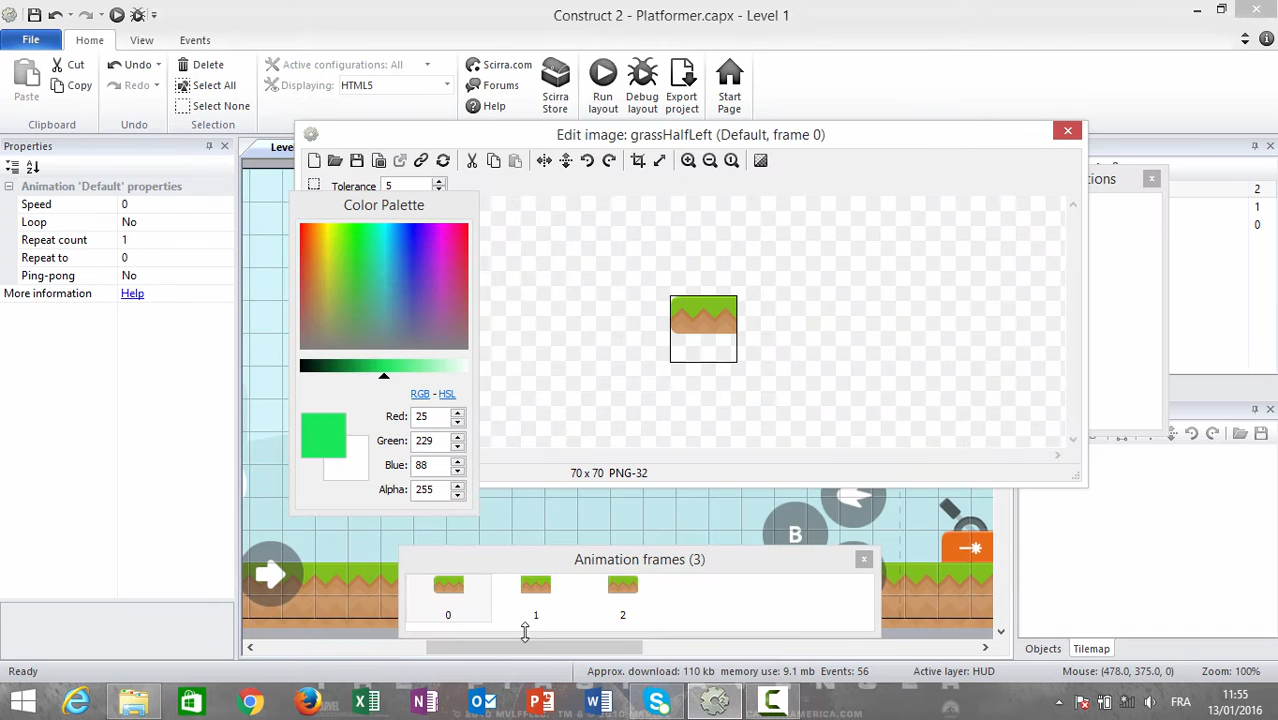 Construct 2 - Platformer.capx - Level 1
File
Home
View
Events
Paste
Cut
Copy
Clipboard
Undo
Redo
Undo
Delete
Select All
Select None
Selection
Active configurations: All
Displaying:
HTML5
Scirra.com
Forums
Help
Scirra Store
Run layout
Debug layout
Export project
Start Page
Properties
Animation 'Default' properties
Speed 0
Loop No
Repeat count 1
Repeat to 0
Ping-pong No
More information Help
Edit image: grassHalfLeft (Default, frame 0)
Tolerance 5
Color Palette
RGB - HSL
Red: 25
Green: 229
Blue: 88
Alpha: 255
70 x 70 PNG-32
2
1
0
B
Animation frames (3)
0
1
2
Objects
Tilemap
Ready
Approx. download: 110 kb
memory use: 9.1 mb
Events: 56
Active layer: HUD
Mouse: (478.0, 375.0, 0)
Zoom: 100%
FRA
11:55
13/01/2016